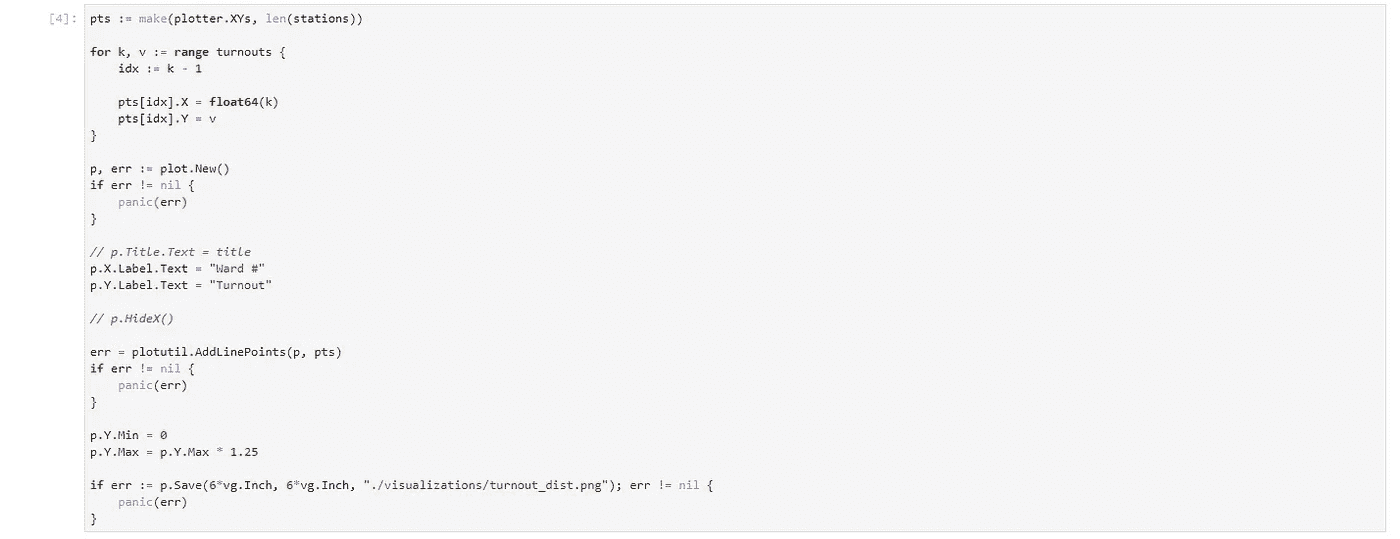 [4]: pts := make(plotter.XYs, len(stations))
for k, v := range turnouts {
idx := k - 1
pts[idx].X = float64(k)
pts[idx].Y = v
}
p, err := plot.New()
if err != nil {
panic(err)
}
// p.Title.Text = title
p.X.Label.Text = "Ward #"
p.Y.Label.Text = "Turnout"
// p.HideX()
err = plotutil.AddLinePoints(p, pts)
if err != nil {
panic(err)
}
p.Y.Min = 0
p.Y.Max = p.Y.Max * 1.25
if err := p.Save(6*vg.Inch, 6*vg.Inch, "./visualizations/turnout_dist.png"); err != nil {
panic(err)
}